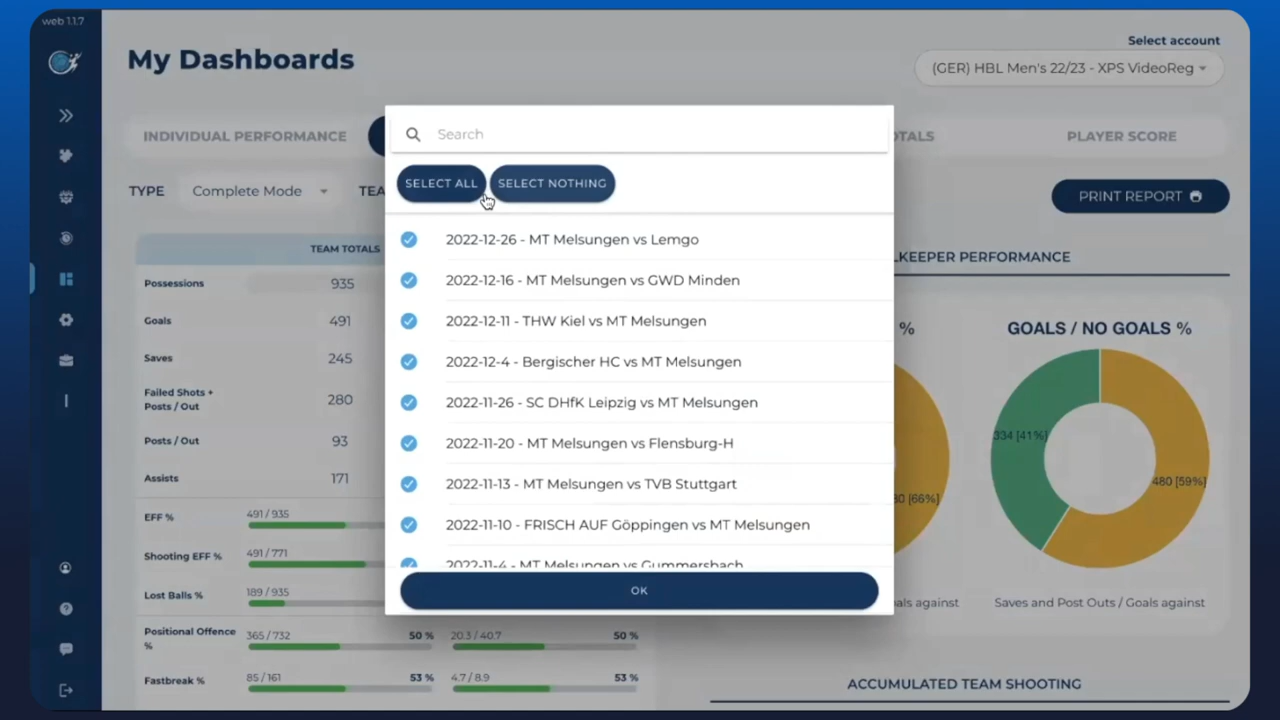 web 1.1.7
My Dashboards
Select account
(GER) HBL Men's 22/23 - XPS VideoReg
INDIVIDUAL PERFORMANCE
PLAYER SCORE
TYPE Complete Mode
PRINT REPORT
Search
SELECT ALL SELECT NOTHING
2022-12-26 - MT Melsungen vs Lemgo
2022-12-16 - MT Melsungen vs GWD Minden
2022-12-11 - THW Kiel vs MT Melsungen
2022-12-4 - Bergischer HC vs MT Melsungen
2022-11-26 - SC DHfK Leipzig vs MT Melsungen
2022-11-20 - MT Melsungen vs Flensburg-H
2022-11-13 - MT Melsungen vs TVB Stuttgart
2022-11-10 - FRISCH AUF Göppingen vs MT Melsungen
2022-11-4 - MT Melsungen vs Gummersbach
OK
TEAM TOTALS
Possessions 935
Goals 491
Saves 245
Failed Shots +
Posts / Out 280
Posts / Out 93
Assists 171
EFF % 491 / 935
Shooting EFF % 491 / 771
Lost Balls % 189 / 935
Positional Offence
% 365 / 732 50 % 20.3 / 40.7 50 %
Fastbreak % 85 / 161 53 % 4.7 / 8.9 53 %
PERFORMANCE
%
GOALS / NO GOALS %
334 [41%]
480 [59%]
[66%]
against
Saves and Post Outs / Goals against
ACCUMULATED TEAM SHOOTING